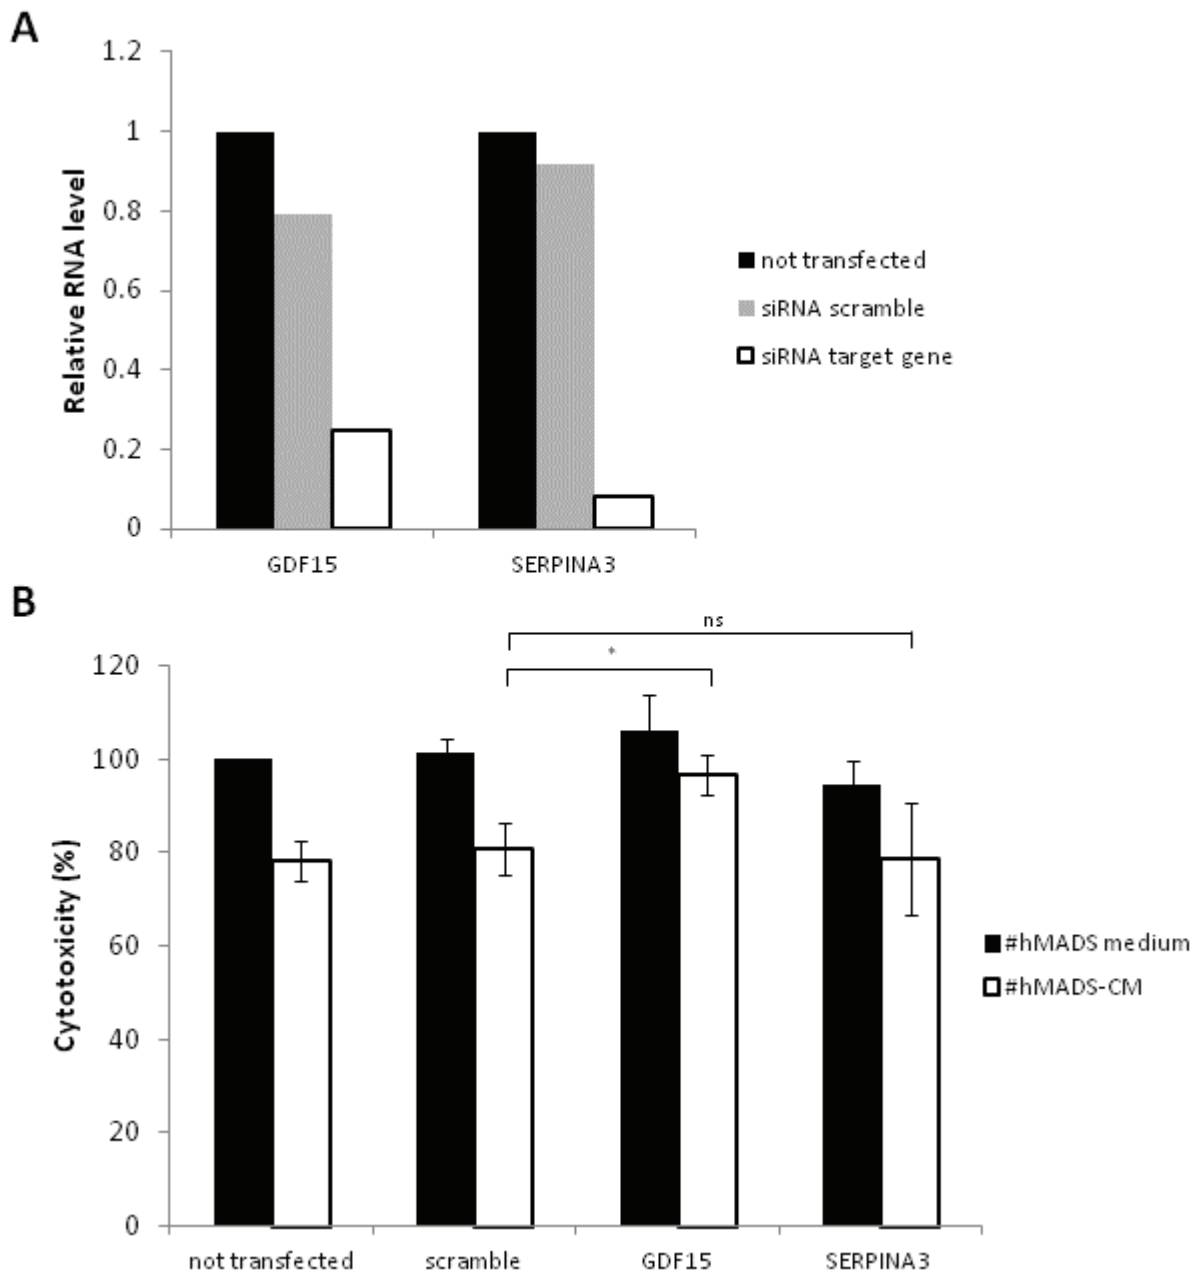 A
1.2
1
0.8
0.6
0.4
0.2
0
Relative RNA level
not transfected
siRNA scramble
siRNA target gene
GDF15 SERPINA3
B
ns
*
120
100
80
60
40
20
0
Cytotoxicity (%)
#hMADS medium
#hMADS-CM
not transfected scramble GDF15 SERPINA3